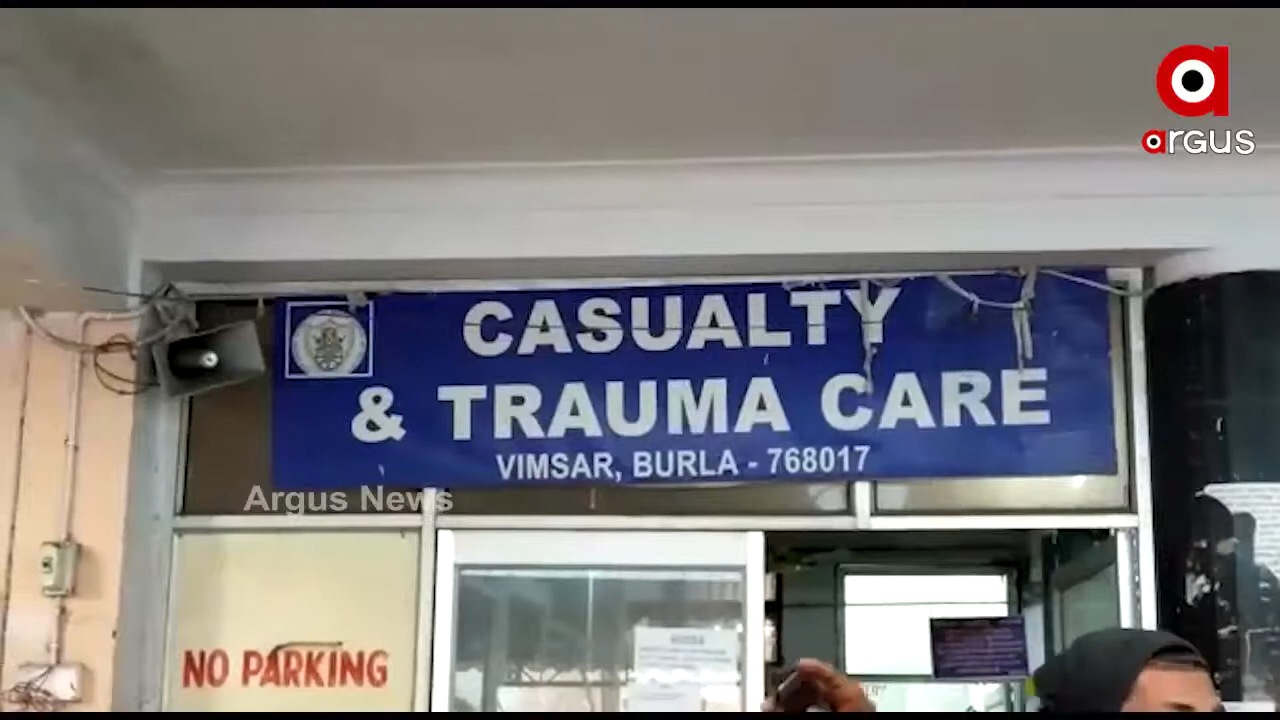 argus
CASUALTY
& TRAUMA CARE
VIMSAR, BURLA - 768017
Argus News
NO PARKING